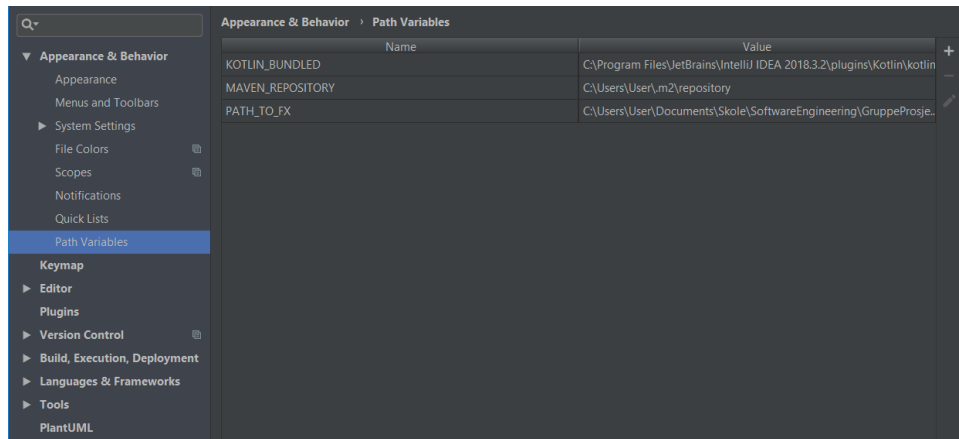 Appearance & Behavior
Appearance
Menus and Toolbars
System Settings
File Colors
Scopes
Notifications
Quick Lists
Path Variables
Keymap
Editor
Plugins
Version Control
Build, Execution, Deployment
Languages & Frameworks
Tools
PlantUML
Appearance & Behavior › Path Variables
Name Value
KOTLIN_BUNDLED C:\Program Files\JetBrains\IntelliJ IDEA 2018.3.2\plugins\Kotlin\kotlin
MAVEN_REPOSITORY C:\Users\User\.m2\repository
PATH_TO_FX C:\Users\User\Documents\Skole\SoftwareEngineering\GruppeProsje...